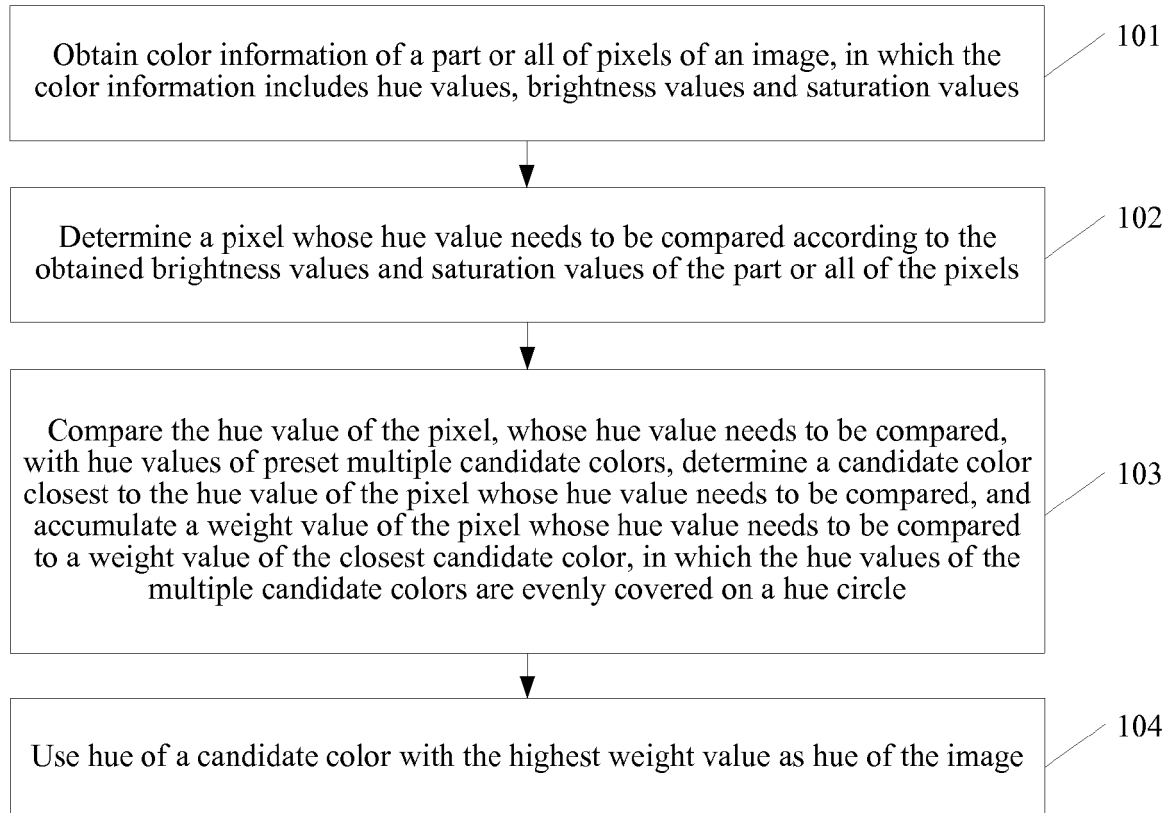 Obtain color information of a part or all of pixels of an image, in which the
color information includes hue values, brightness values and saturation values
101
Determine a pixel whose hue value needs to be compared according to the
obtained brightness values and saturation values of the part or all of the pixels
102
Compare the hue value of the pixel, whose hue value needs to be compared,
with hue values of preset multiple candidate colors, determine a candidate color
closest to the hue value of the pixel whose hue value needs to be compared, and
accumulate a weight value of the pixel whose hue value needs to be compared
to a weight value of the closest candidate color, in which the hue values of the
multiple candidate colors are evenly covered on a hue circle
103
Use hue of a candidate color with the highest weight value as hue of the image
104